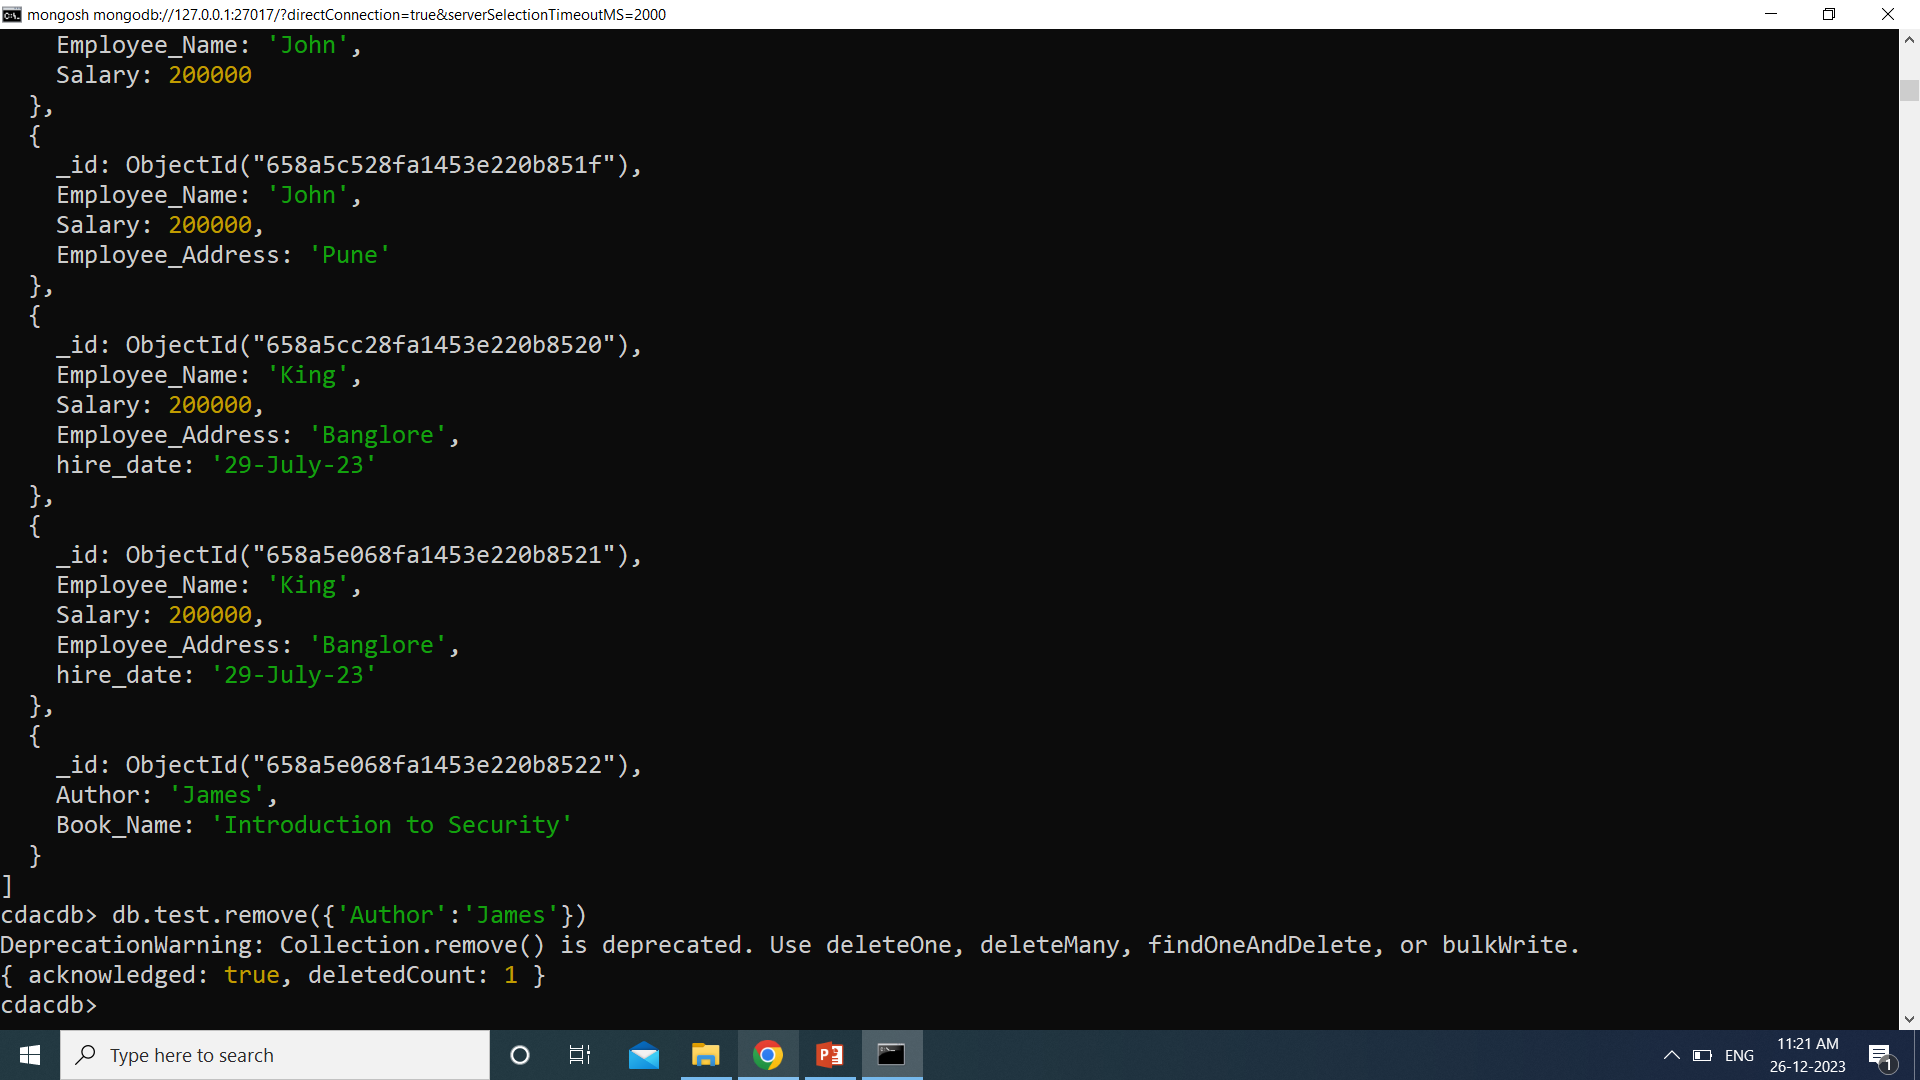 mongosh mongodb://127.0.0.1:27017/?directConnection=true&serverSelectionTimeoutMS=2000
    Employee_Name: 'John',
    Salary: 200000
  },
  {
    _id: ObjectId("658a5c528fa1453e220b851f"),
    Employee_Name: 'John',
    Salary: 200000,
    Employee_Address: 'Pune'
  },
  {
    _id: ObjectId("658a5cc28fa1453e220b8520"),
    Employee_Name: 'King',
    Salary: 200000,
    Employee_Address: 'Banglore',
    hire_date: '29-July-23'
  },
  {
    _id: ObjectId("658a5e068fa1453e220b8521"),
    Employee_Name: 'King',
    Salary: 200000,
    Employee_Address: 'Banglore',
    hire_date: '29-July-23'
  },
  {
    _id: ObjectId("658a5e068fa1453e220b8522"),
    Author: 'James',
    Book_Name: 'Introduction to Security'
  }
]
cdacdb> db.test.remove({'Author':'James'})
DeprecationWarning: Collection.remove() is deprecated. Use deleteOne, deleteMany, findOneAndDelete, or bulkWrite.
{ acknowledged: true, deletedCount: 1 }
cdacdb>
Type here to search
ENG
11:21 AM
26-12-2023
1